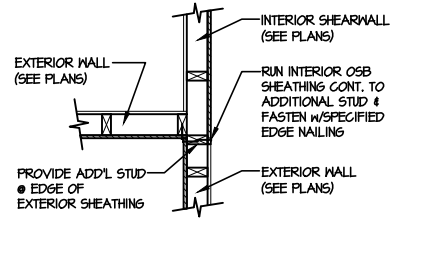 INTERIOR SHEARWALL
(SEE PLANS)
EXTERIOR WALL
(SEE PLANS)
RUN INTERIOR OSB
SHEATHING CONT. TO
ADDITIONAL STUD &
FASTEN W/SPECIFIED
EDGE NAILING
PROVIDE ADD'L STUD
@ EDGE OF
EXTERIOR SHEATHING
EXTERIOR WALL
(SEE PLANS)